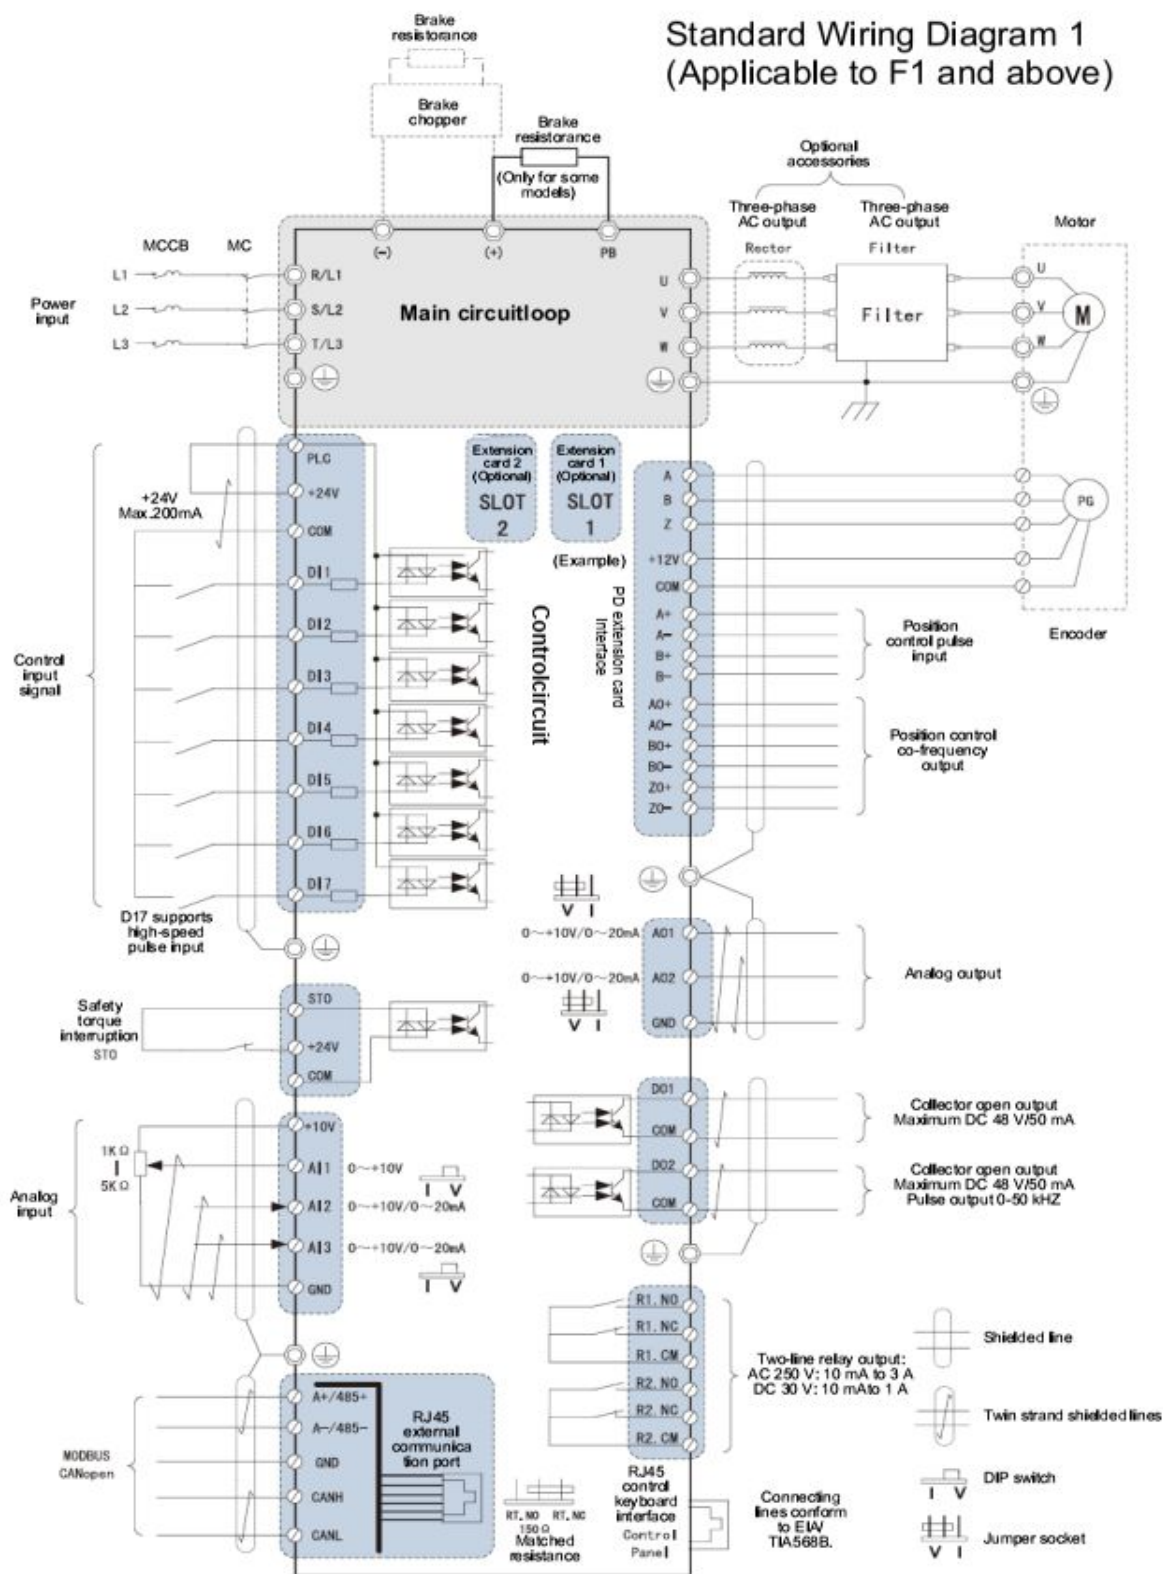 Standard Wiring Diagram 1
(Applicable to F1 and above)
Brake
resistorance
Brake
chopper
Brake
resistorance
(Only for some
models)
Optional
accessories
Three-phase
AC output
Three-phase
AC output
Rector
Filter
Motor
MCCB
MC
(-)
(+)
PB
Power
input
L1
L2
L3
R/L1
S/L2
T/L3
Main circuitloop
U
V
W
Filter
U
V
W
M
Control
input
signal
+24V
Max.200mA
PLC
+24V
COM
DI1
DI2
DI3
DI4
DI5
DI6
DI7
D17 supports
high-speed
pulse input
Extension
card 2
(Optional)
SLOT
2
Extension
card 1
(Optional)
SLOT
1
(Example)
Controlcircuit
PD extension card
Interface
A
B
Z
+12V
COM
A+
A-
B+
B-
AO+
AO-
BO+
BO-
ZO+
ZO-
PG
Encoder
Position
control pulse
input
Position control
co-frequency
output
V I
0~+10V/0~20mA
AO1
0~+10V/0~20mA
AO2
V I
GND
Analog output
Safety
torque
interruption
STO
STO
+24V
COM
DO1
COM
Collector open output
Maximum DC 48 V/50 mA
DO2
COM
Collector open output
Maximum DC 48 V/50 mA
Pulse output 0-50 kHZ
Analog
input
1KΩ
5KΩ
+10V
AI1
0~+10V
I V
AI2
0~+10V/0~20mA
AI3
0~+10V/0~20mA
I V
GND
R1.NO
R1.NC
R1.CM
R2.NO
R2.NC
R2.CM
Two-line relay output:
AC 250 V: 10 mA to 3 A
DC 30 V: 10 mAto 1 A
MODBUS
CANopen
A+/485+
A-/485-
GND
CANH
CANL
RJ45
external
communica
tion port
RT.NO RT.NC
150Ω
Matched
resistance
RJ45
control
keyboard
interface
Control
Panel
Connecting
lines conform
to EIA/
TIA568B.
Shielded line
Twin strand shielded lines
DIP switch
I V
Jumper socket
V I